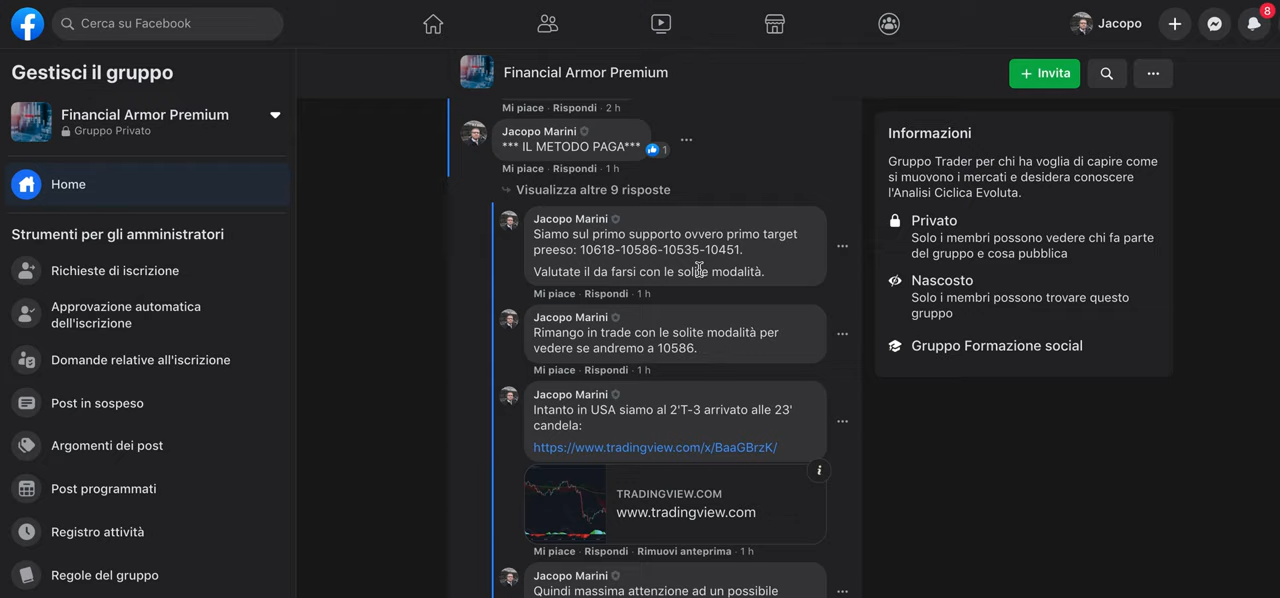 Cerca su Facebook
Jacopo
8
Gestisci il gruppo
Financial Armor Premium
Gruppo Privato
Home
Strumenti per gli amministratori
Richieste di iscrizione
Approvazione automatica
dell'iscrizione
Domande relative all'iscrizione
Post in sospeso
Argomenti dei post
Post programmati
Registro attività
Regole del gruppo
Financial Armor Premium
+ Invita
Mi piace · Rispondi · 2 h
Jacopo Marini
*** IL METODO PAGA***
1
Mi piace · Rispondi · 1 h
Visualizza altre 9 risposte
Jacopo Marini
Siamo sul primo supporto ovvero primo target
preeso: 10618-10586-10535-10451.
Valutate il da farsi con le solite modalità.
Mi piace · Rispondi · 1 h
Jacopo Marini
Rimango in trade con le solite modalità per
vedere se andremo a 10586.
Mi piace · Rispondi · 1 h
Jacopo Marini
Intanto in USA siamo al 2'T-3 arrivato alle 23'
candela:
https://www.tradingview.com/x/BaaGBrzK/
TRADINGVIEW.COM
www.tradingview.com
Mi piace · Rispondi · Rimuovi anteprima · 1 h
Jacopo Marini
Quindi massima attenzione ad un possibile
Informazioni
Gruppo Trader per chi ha voglia di capire come
si muovono i mercati e desidera conoscere
l'Analisi Ciclica Evoluta.
Privato
Solo i membri possono vedere chi fa parte
del gruppo e cosa pubblica
Nascosto
Solo i membri possono trovare questo
gruppo
Gruppo Formazione social